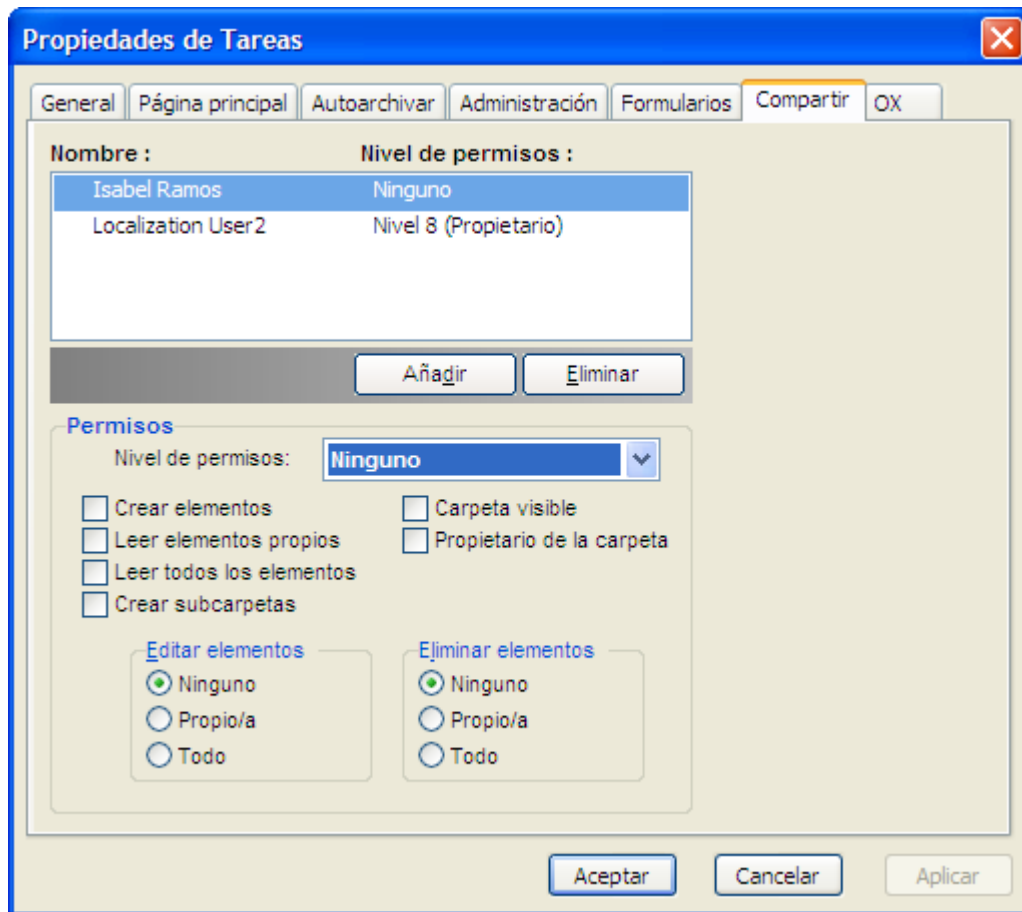 Propiedades de Tareas
General Página principal Autoarchivar Administración Formularios Compartir OX
Nombre : Nivel de permisos :
Isabel Ramos Ninguno
Localization User2 Nivel 8 (Propietario)
Añadir Eliminar
Permisos
Nivel de permisos: Ninguno
Crear elementos Carpeta visible
Leer elementos propios Propietario de la carpeta
Leer todos los elementos
Crear subcarpetas
Editar elementos Eliminar elementos
Ninguno Ninguno
Propio/a Propio/a
Todo Todo
Aceptar Cancelar Aplicar